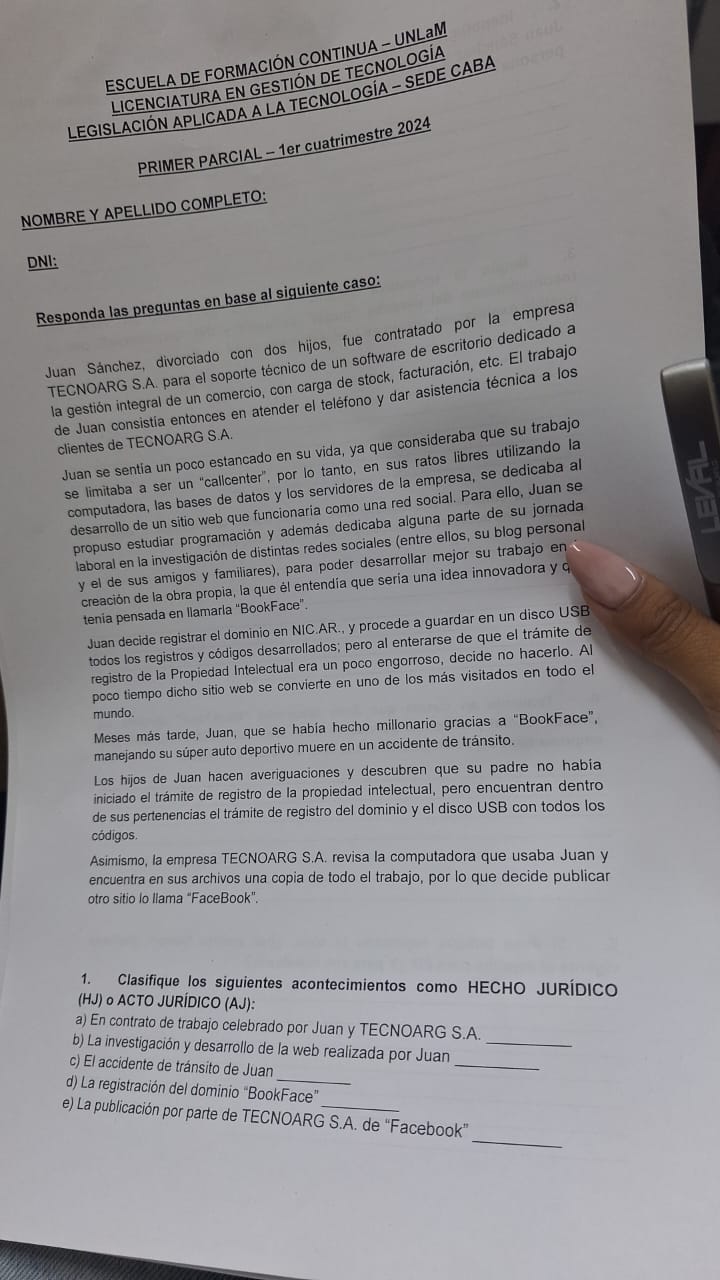 ESCUELA DE FORMACIÓN CONTINUA – UNLaM
LICENCIATURA EN GESTIÓN DE TECNOLOGÍA
LEGISLACIÓN APLICADA A LA TECNOLOGÍA – SEDE CABA
PRIMER PARCIAL – 1er cuatrimestre 2024
NOMBRE Y APELLIDO COMPLETO:
DNI:
Responda las preguntas en base al siguiente caso:
Juan Sánchez, divorciado con dos hijos, fue contratado por la empresa
TECNOARG S.A. para el soporte técnico de un software de escritorio dedicado a
la gestión integral de un comercio, con carga de stock, facturación, etc. El trabajo
de Juan consistía entonces en atender el teléfono y dar asistencia técnica a los
clientes de TECNOARG S.A.
Juan se sentía un poco estancado en su vida, ya que consideraba que su trabajo
se limitaba a ser un "callcenter", por lo tanto, en sus ratos libres utilizando la
computadora, las bases de datos y los servidores de la empresa, se dedicaba al
desarrollo de un sitio web que funcionaría como una red social. Para ello, Juan se
propuso estudiar programación y además dedicaba alguna parte de su jornada
laboral en la investigación de distintas redes sociales (entre ellos, su blog personal
y el de sus amigos y familiares), para poder desarrollar mejor su trabajo en
creación de la obra propia, la que él entendía que sería una idea innovadora y
tenía pensada en llamarla "BookFace".
Juan decide registrar el dominio en NIC.AR., y procede a guardar en un disco USB
todos los registros y códigos desarrollados; pero al enterarse de que el trámite de
registro de la Propiedad Intelectual era un poco engorroso, decide no hacerlo. Al
poco tiempo dicho sitio web se convierte en uno de los más visitados en todo el
mundo.
Meses más tarde, Juan, que se había hecho millonario gracias a "BookFace",
manejando su súper auto deportivo muere en un accidente de tránsito.
Los hijos de Juan hacen averiguaciones y descubren que su padre no había
iniciado el trámite de registro de la propiedad intelectual, pero encuentran dentro
de sus pertenencias el trámite de registro del dominio y el disco USB con todos los
códigos.
Asimismo, la empresa TECNOARG S.A. revisa la computadora que usaba Juan y
encuentra en sus archivos una copia de todo el trabajo, por lo que decide publicar
otro sitio lo llama "FaceBook".
1. Clasifique los siguientes acontecimientos como HECHO JURÍDICO
(HJ) o ACTO JURÍDICO (AJ):
a) En contrato de trabajo celebrado por Juan y TECNOARG S.A. ________
b) La investigación y desarrollo de la web realizada por Juan ________
c) El accidente de tránsito de Juan ________
d) La registración del dominio "BookFace" ________
e) La publicación por parte de TECNOARG S.A. de "Facebook" ________